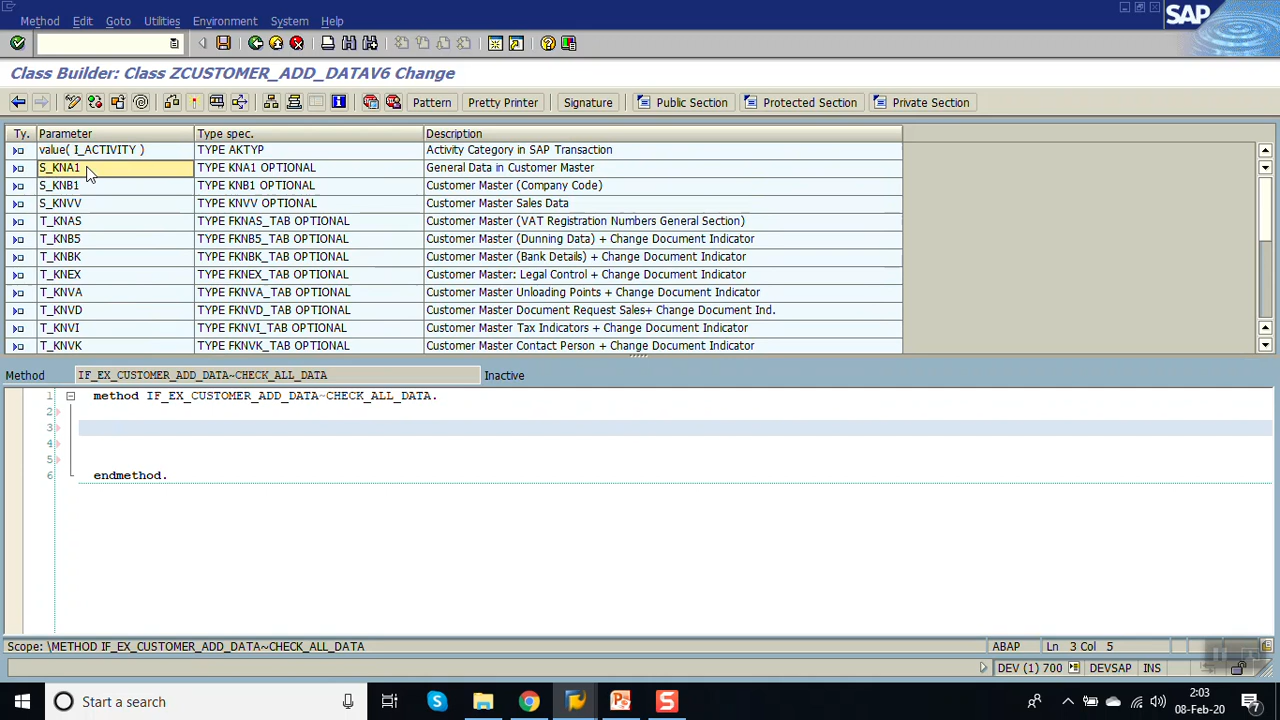 Method Edit Goto Utilities Environment System Help
SAP
Class Builder: Class ZCUSTOMER_ADD_DATAV6 Change
Pattern Pretty Printer Signature Public Section Protected Section Private Section
Ty. Parameter Type spec. Description
value( I_ACTIVITY ) TYPE AKTYP Activity Category in SAP Transaction
S_KNA1 TYPE KNA1 OPTIONAL General Data in Customer Master
S_KNB1 TYPE KNB1 OPTIONAL Customer Master (Company Code)
S_KNVV TYPE KNVV OPTIONAL Customer Master Sales Data
T_KNAS TYPE FKNAS_TAB OPTIONAL Customer Master (VAT Registration Numbers General Section)
T_KNB5 TYPE FKNB5_TAB OPTIONAL Customer Master (Dunning Data) + Change Document Indicator
T_KNBK TYPE FKNBK_TAB OPTIONAL Customer Master (Bank Details) + Change Document Indicator
T_KNEX TYPE FKNEX_TAB OPTIONAL Customer Master: Legal Control + Change Document Indicator
T_KNVA TYPE FKNVA_TAB OPTIONAL Customer Master Unloading Points + Change Document Indicator
T_KNVD TYPE FKNVD_TAB OPTIONAL Customer Master Document Request Sales+ Change Document Ind.
T_KNVI TYPE FKNVI_TAB OPTIONAL Customer Master Tax Indicators + Change Document Indicator
T_KNVK TYPE FKNVK_TAB OPTIONAL Customer Master Contact Person + Change Document Indicator
Method IF_EX_CUSTOMER_ADD_DATA~CHECK_ALL_DATA Inactive
1 method IF_EX_CUSTOMER_ADD_DATA~CHECK_ALL_DATA.
2
3
4
5
6 endmethod.
Scope: \METHOD IF_EX_CUSTOMER_ADD_DATA~CHECK_ALL_DATA ABAP Ln 3 Col 5
DEV (1) 700 DEVSAP INS
Start a search 2:03
08-Feb-20 7